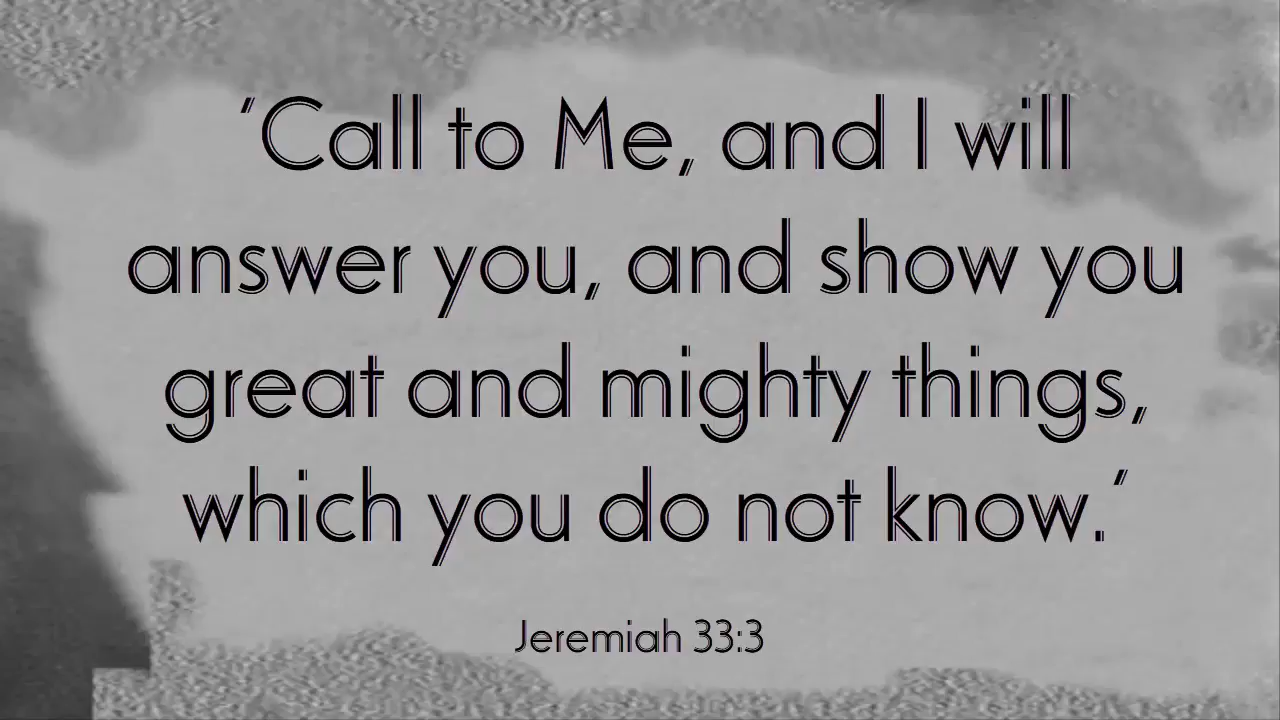 ‘Call to Me, and I will
answer you, and show you
great and mighty things,
which you do not know.’
Jeremiah 33:3